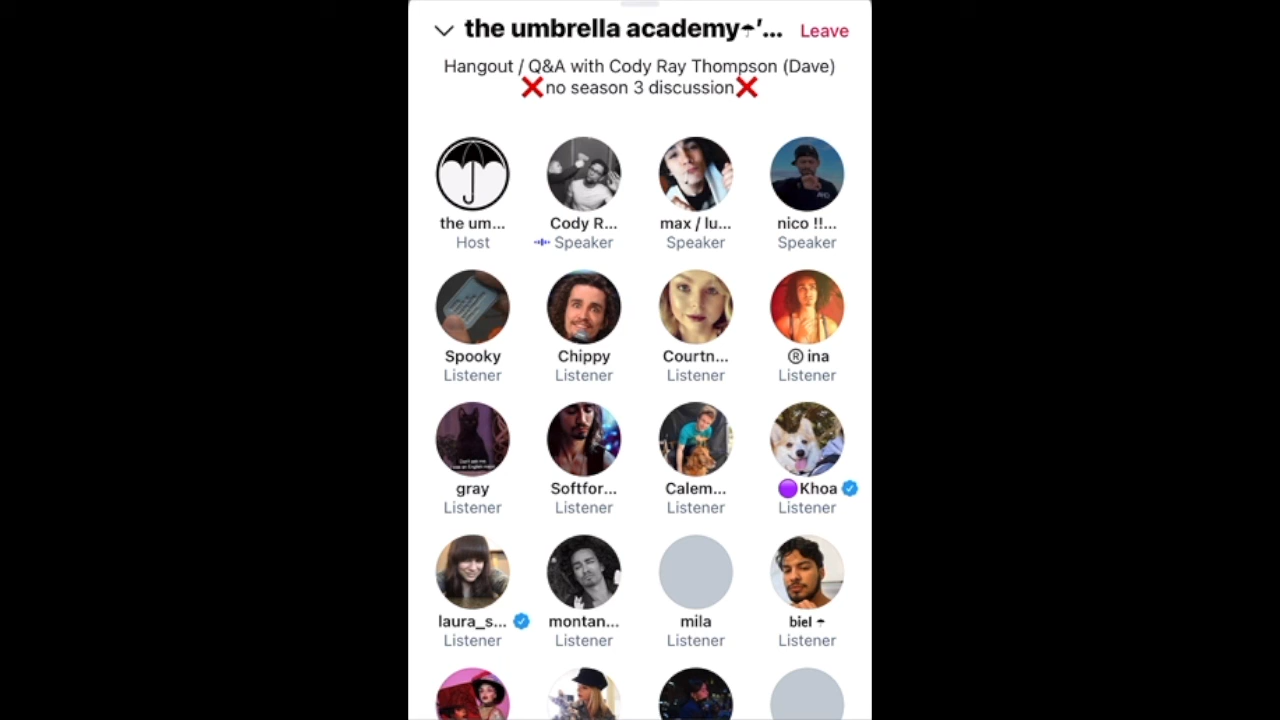 the umbrella academy☂'... Leave
Hangout / Q&A with Cody Ray Thompson (Dave)
❌no season 3 discussion❌
the um... Cody R... max / lu... nico !!...
Host Speaker Speaker Speaker
Spooky Chippy Courtn... ® ina
Listener Listener Listener Listener
gray Softfor... Calem... 🟣Khoa
Listener Listener Listener Listener
laura_s... montan... mila biel ☂
Listener Listener Listener Listener